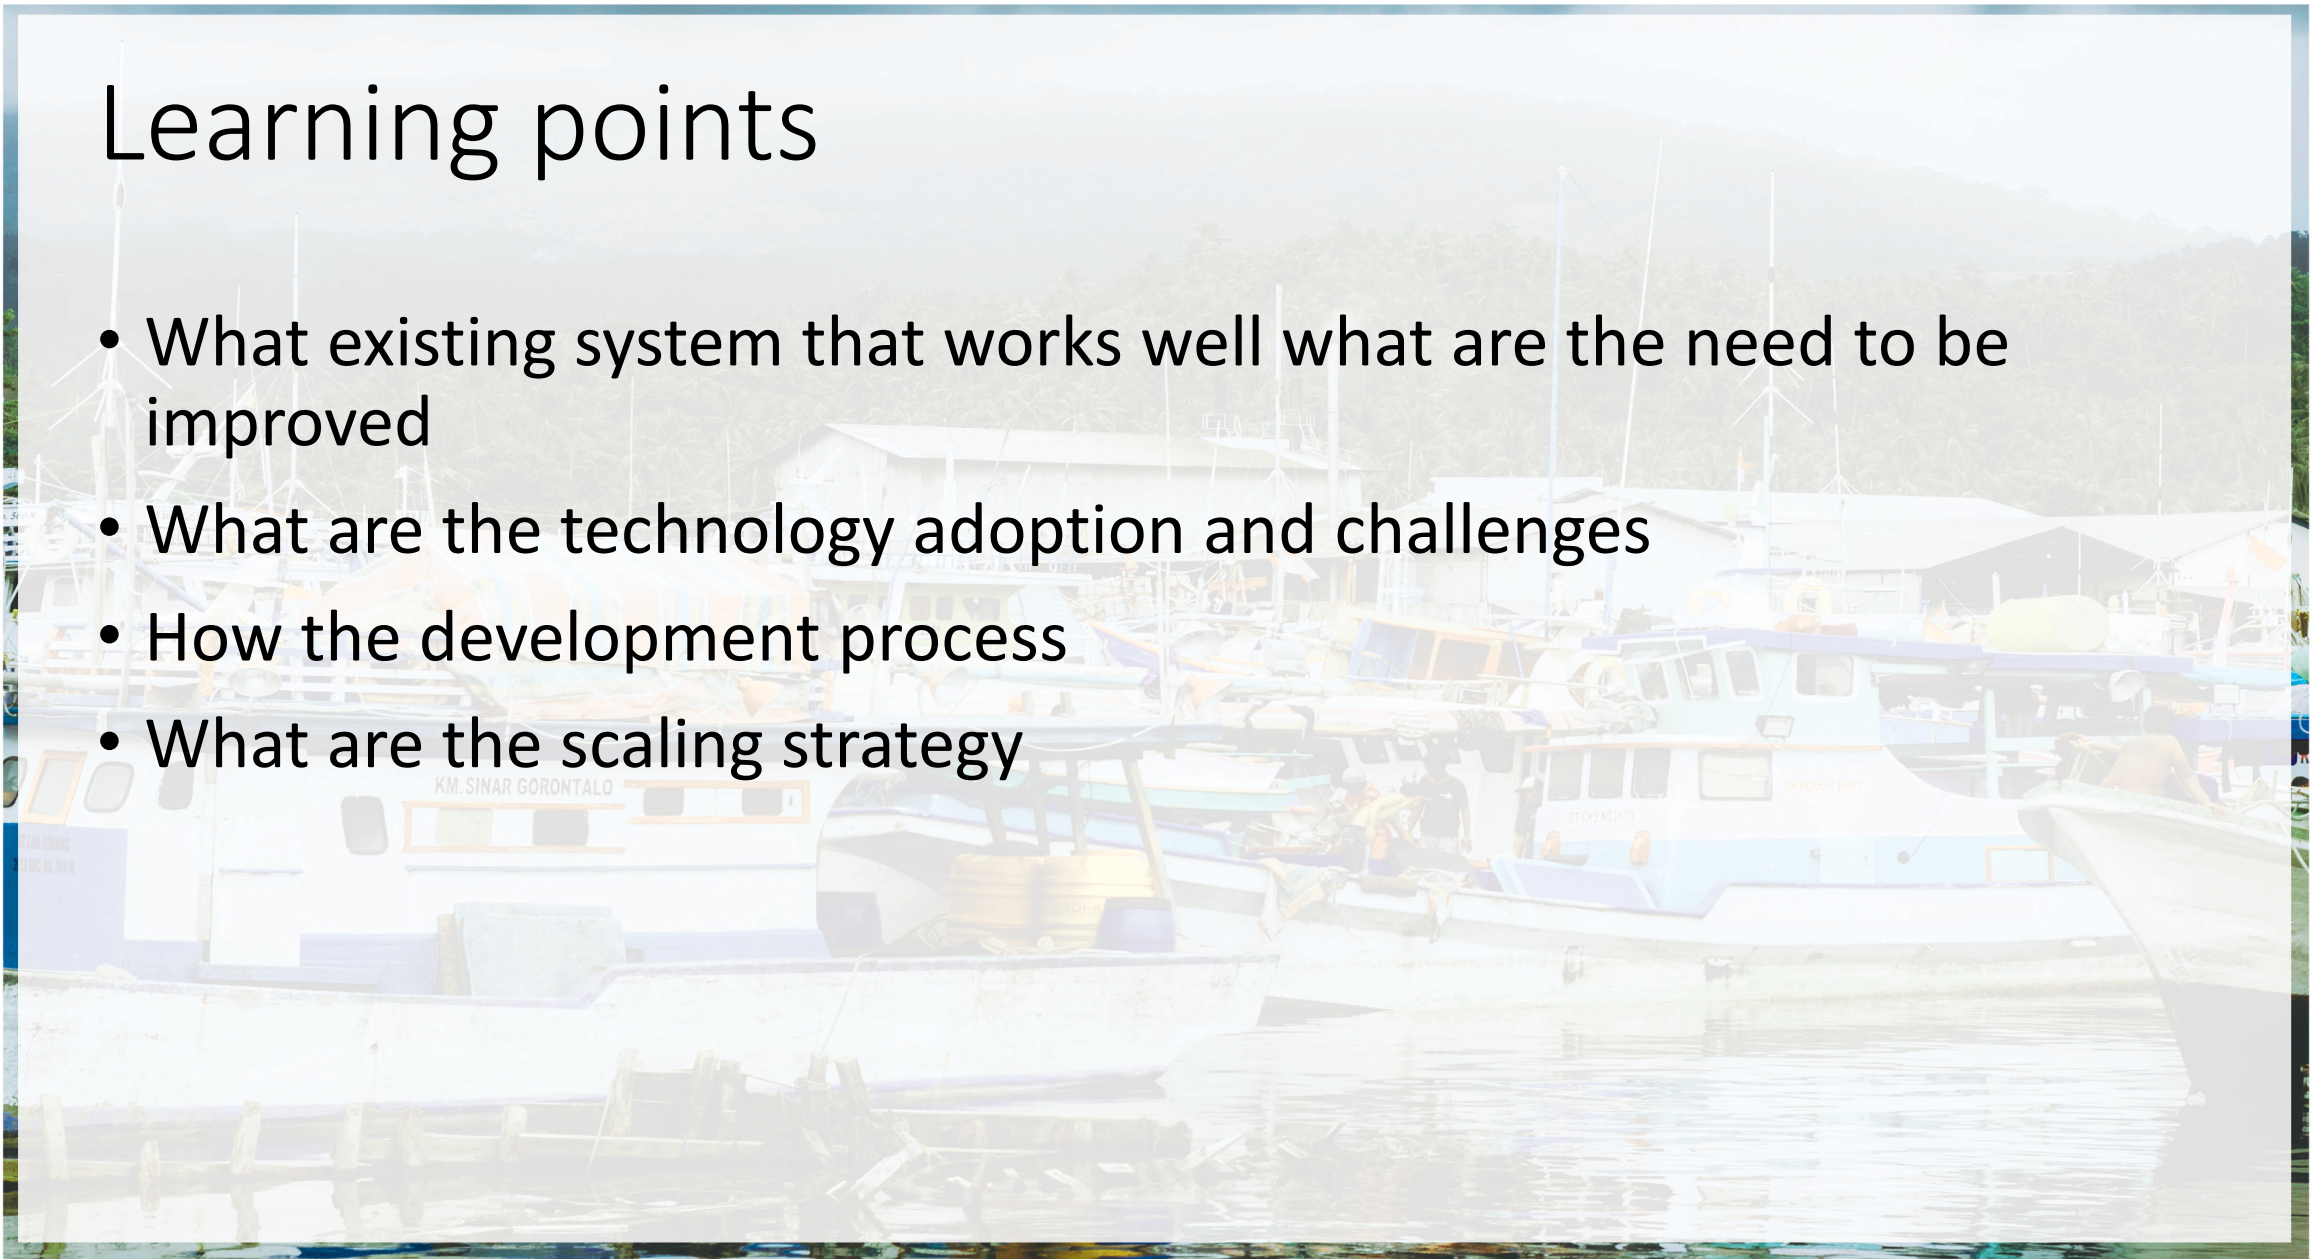 Learning points
• What existing system that works well what are the need to be
improved
• What are the technology adoption and challenges
• How the development process
• What are the scaling strategy
KM. SINAR GORONTALO